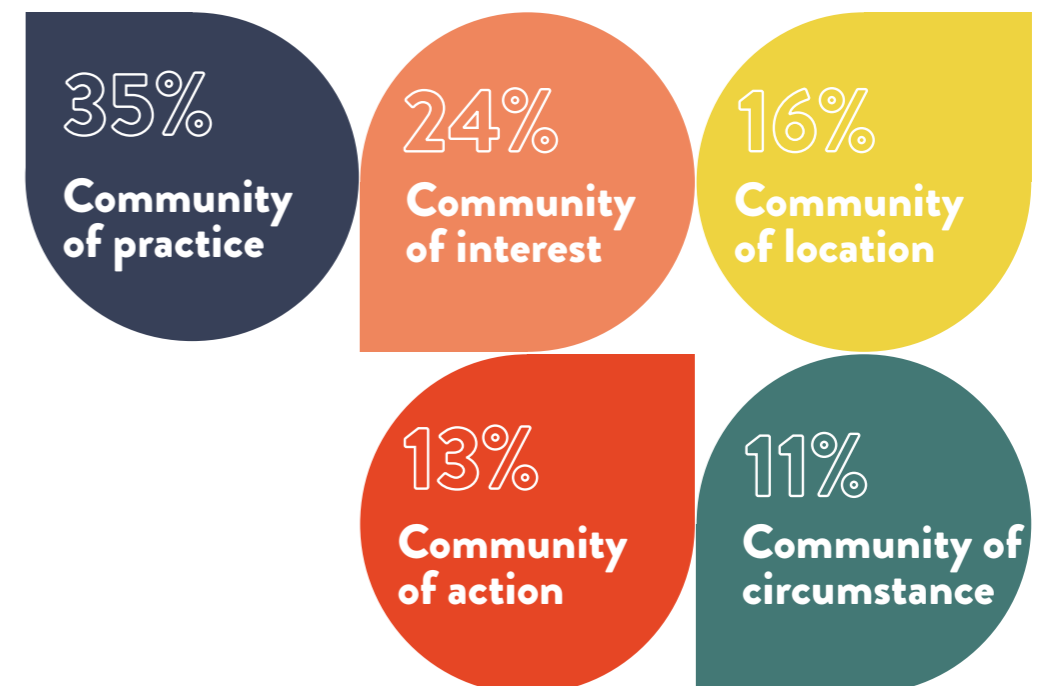 35%
Community
of practice
24%
Community
of interest
16%
Community
of location
13%
Community
of action
11%
Community of
circumstance